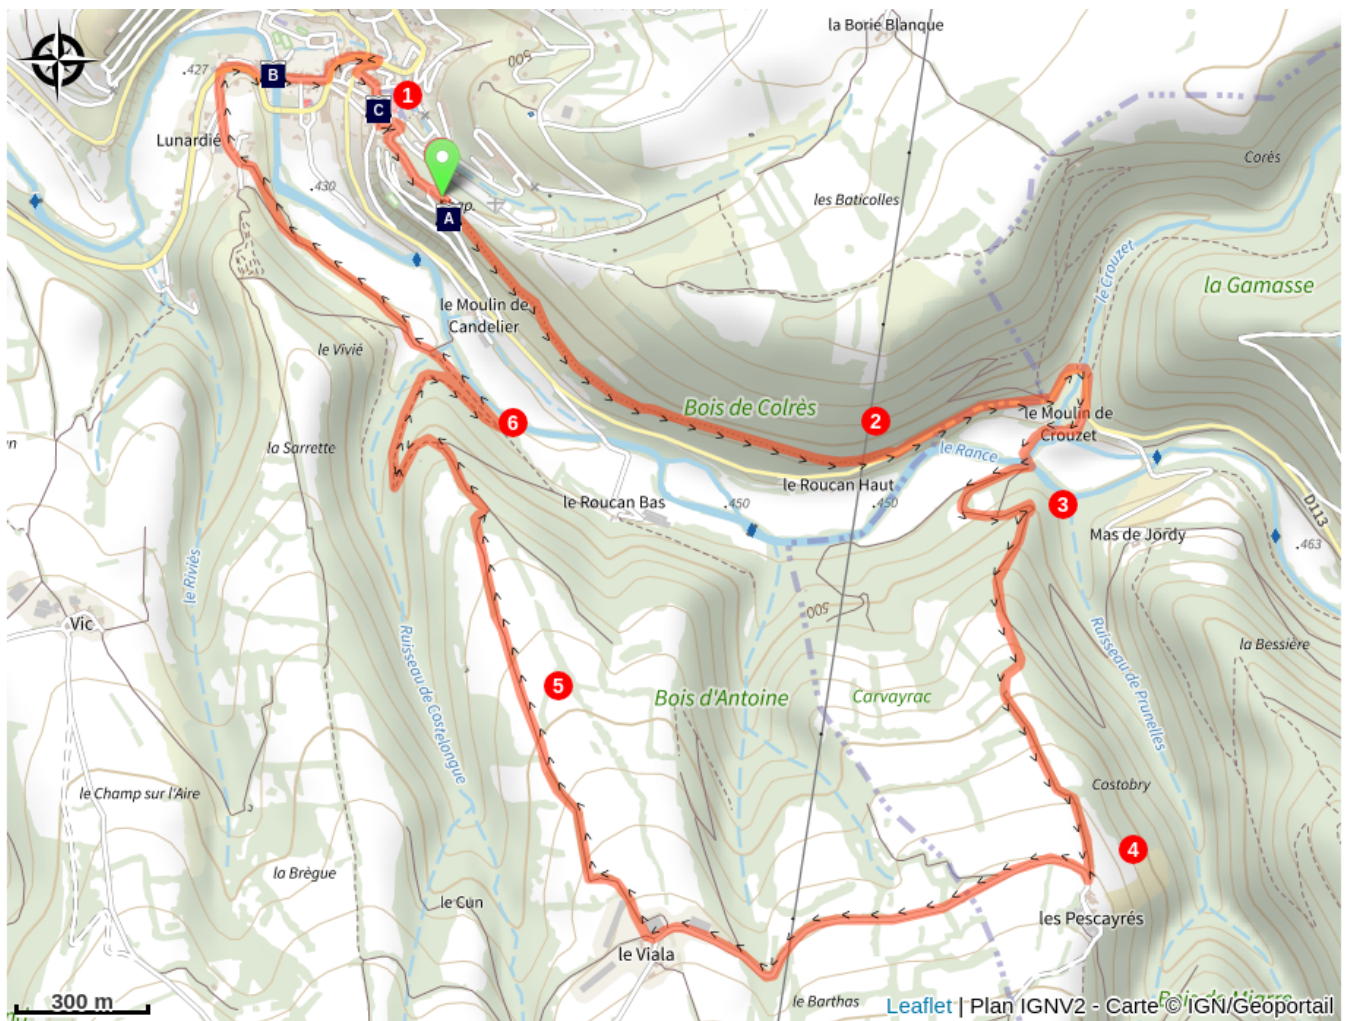 la Borie Blanque
500
.427
B
C
1
Lunardié
Corès
.430
les Baticolles
A
le Crouzet
la Gamasse
le Moulin de
Candelier
le Vivié
Bois de Colrès
2
le Moulin de
Crouzet
6
la Sarrette
le Rance
le Roucan Haut
le Roucan Bas
.450
.450
3
D113
Mas de Jordy
.463
le Riviès
500
Vic
Ruisseau de Costelongue
Ruisseau de Prunelles
la Bessière
5
Bois d'Antoine
Carvayrac
le Champ sur l'Aire
Costobry
4
la Brègue
le Cun
les Pescayrés
le Viala
300 m
le Barthas
Leaflet | Plan IGNV2 - Carte © IGN/Geoportail